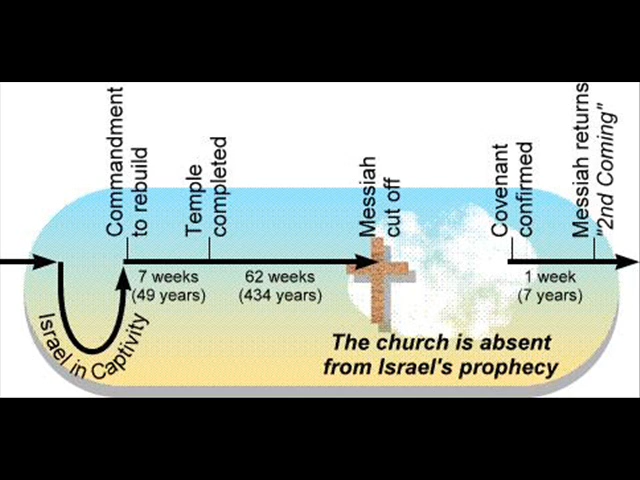 Commandment
to rebuild
Temple
completed
Messiah
cut off
Covenant
confirmed
Messiah returns
"2nd Coming"
7 weeks
(49 years)
62 weeks
(434 years)
1 week
(7 years)
Israel in Captivity
The church is absent
from Israel's prophecy